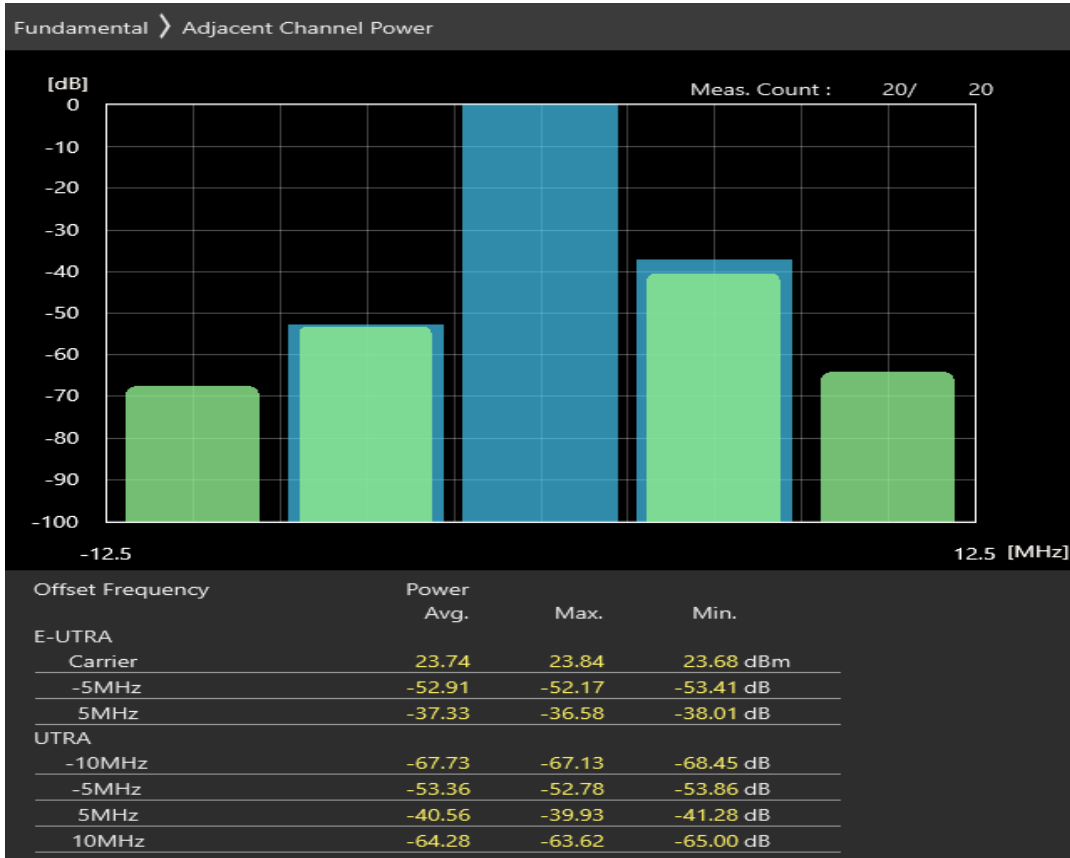 Fundamental 》 Adjacent Channel Power
[dB]
Meas. Count : 20/ 20
0
-10
-20
-30
-40
-50
-60
-70
-80
-90
-100
-12.5 12.5 [MHz]
Offset Frequency Power
Avg. Max. Min.
E-UTRA
Carrier 23.74 23.84 23.68 dBm
-5MHz -52.91 -52.17 -53.41 dB
5MHz -37.33 -36.58 -38.01 dB
UTRA
-10MHz -67.73 -67.13 -68.45 dB
-5MHz -53.36 -52.78 -53.86 dB
5MHz -40.56 -39.93 -41.28 dB
10MHz -64.28 -63.62 -65.00 dB